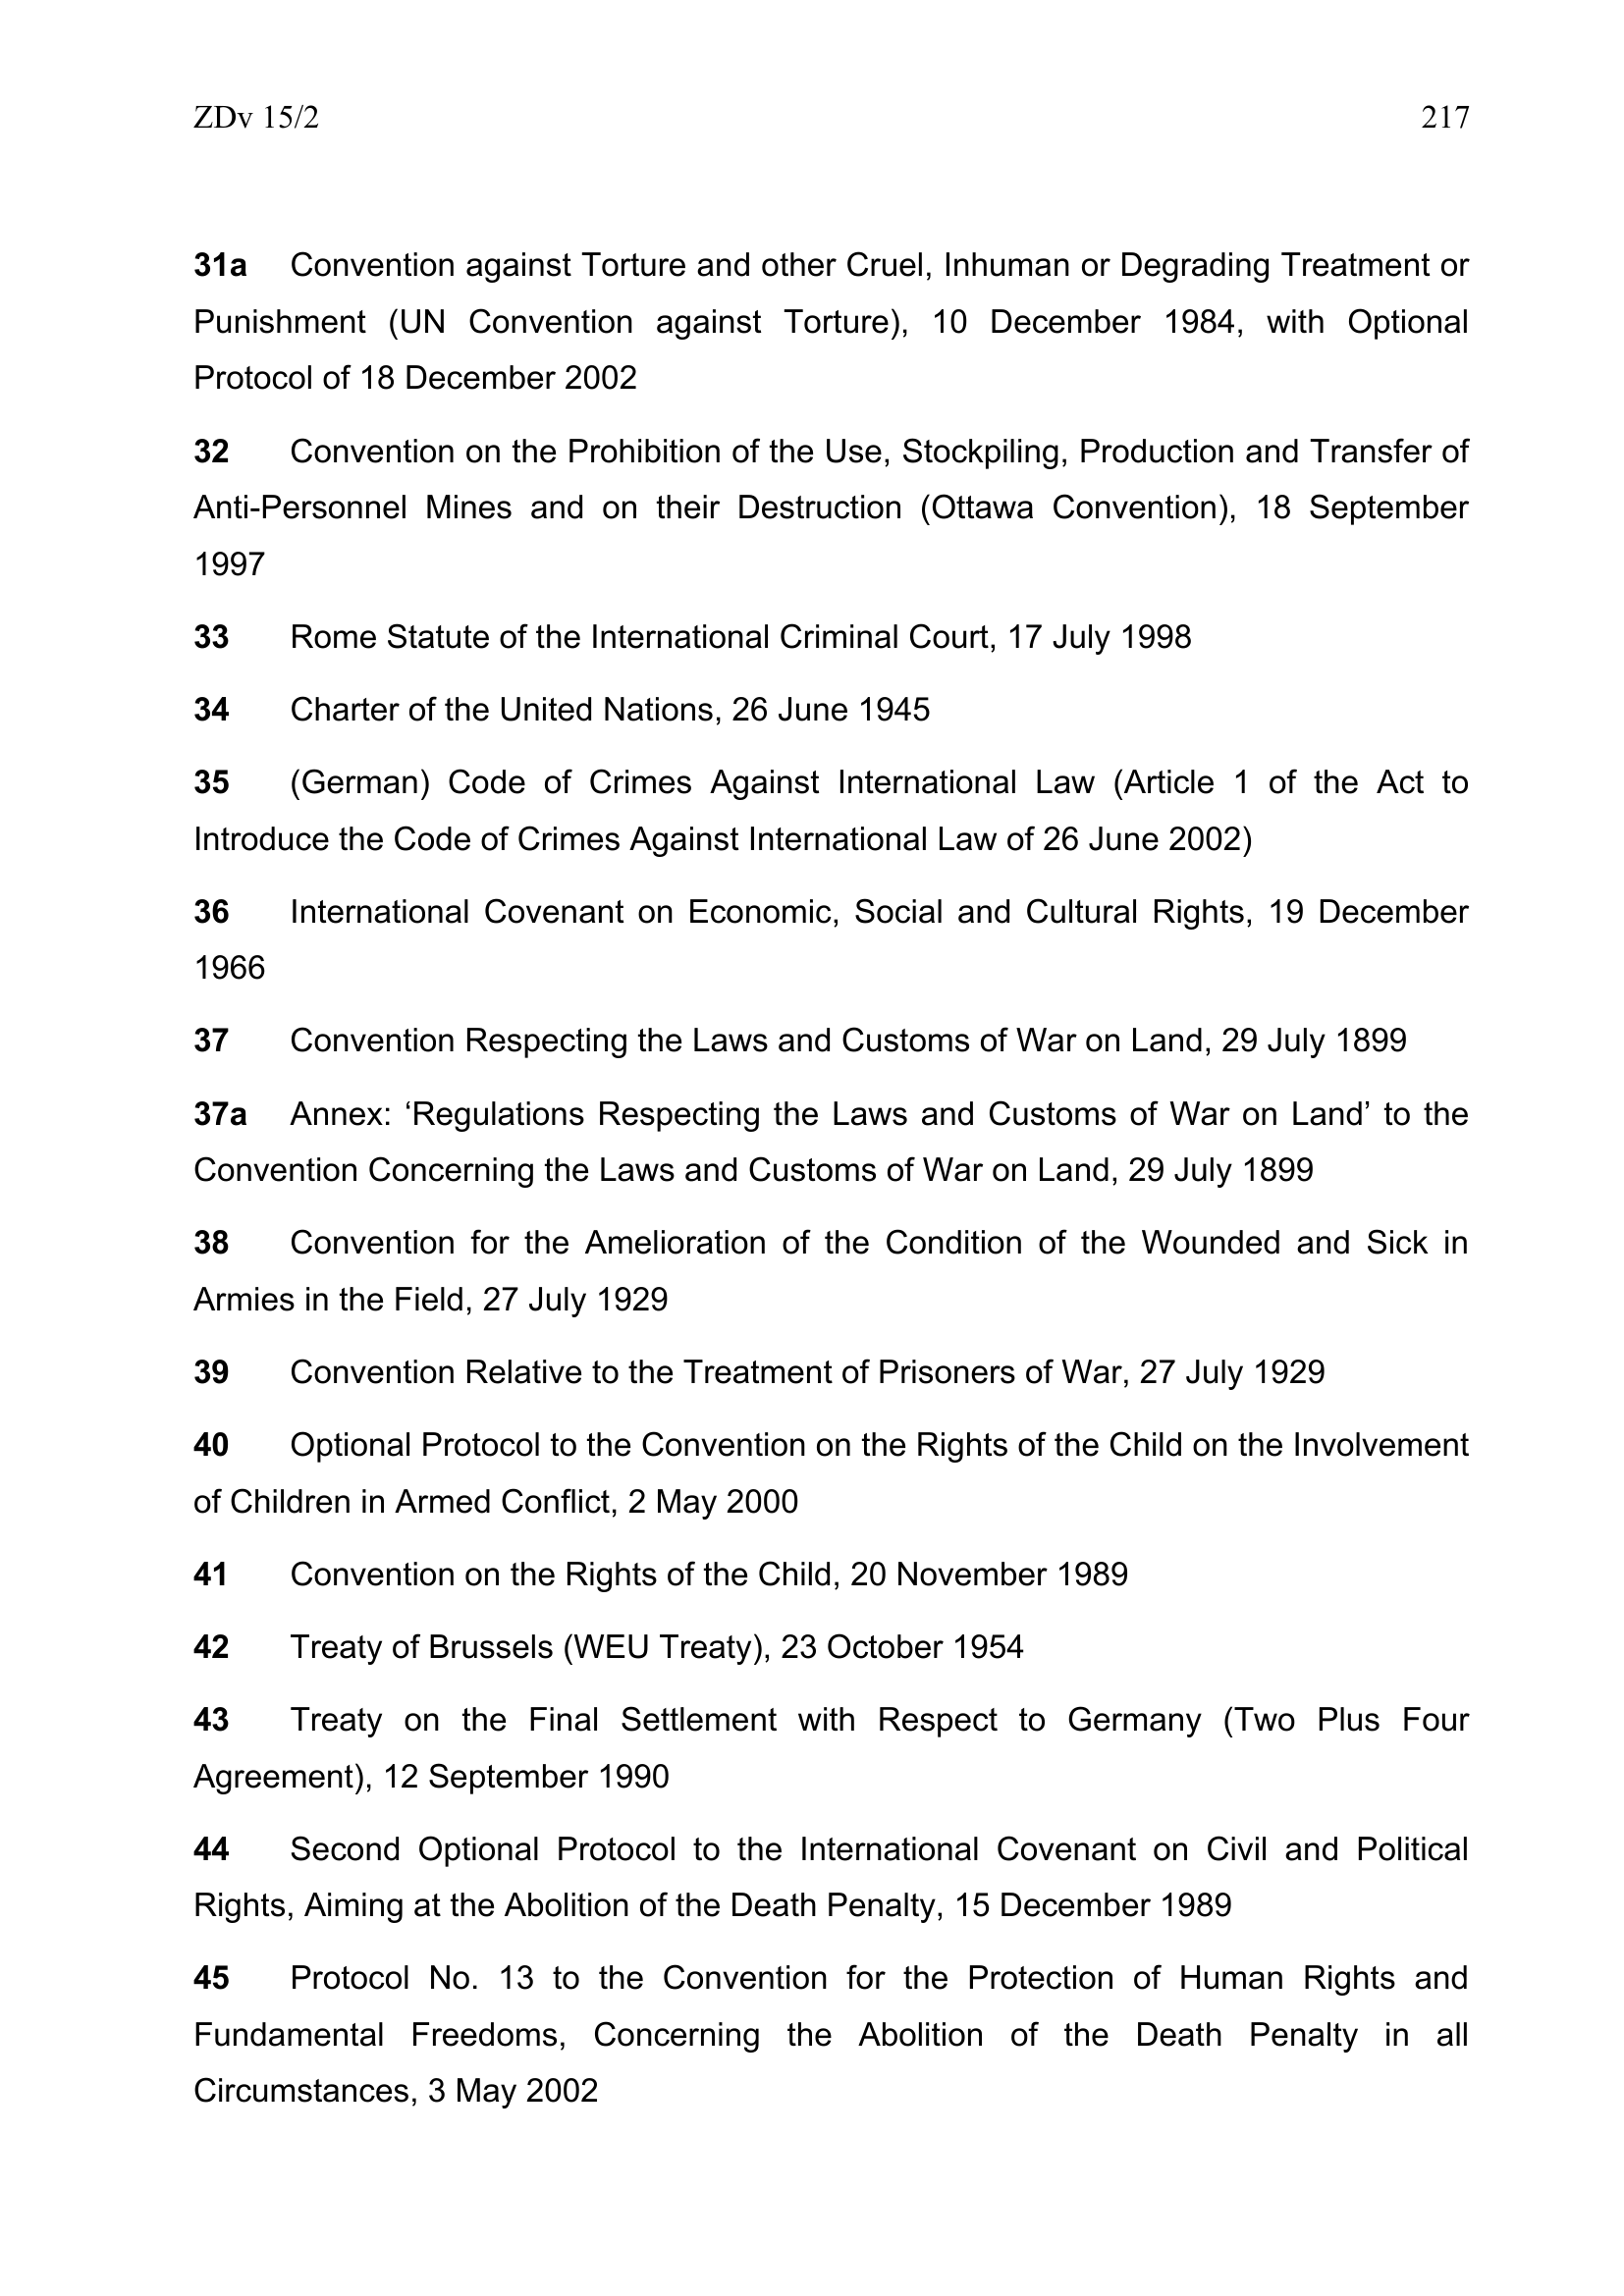 ZDv 15/2 217
31a Convention against Torture and other Cruel, Inhuman or Degrading Treatment or
Punishment (UN Convention against Torture), 10 December 1984, with Optional
Protocol of 18 December 2002
32 Convention on the Prohibition of the Use, Stockpiling, Production and Transfer of
Anti-Personnel Mines and on their Destruction (Ottawa Convention), 18 September
1997
33 Rome Statute of the International Criminal Court, 17 July 1998
34 Charter of the United Nations, 26 June 1945
35 (German) Code of Crimes Against International Law (Article 1 of the Act to
Introduce the Code of Crimes Against International Law of 26 June 2002)
36 International Covenant on Economic, Social and Cultural Rights, 19 December
1966
37 Convention Respecting the Laws and Customs of War on Land, 29 July 1899
37a Annex: ‘Regulations Respecting the Laws and Customs of War on Land’ to the
Convention Concerning the Laws and Customs of War on Land, 29 July 1899
38 Convention for the Amelioration of the Condition of the Wounded and Sick in
Armies in the Field, 27 July 1929
39 Convention Relative to the Treatment of Prisoners of War, 27 July 1929
40 Optional Protocol to the Convention on the Rights of the Child on the Involvement
of Children in Armed Conflict, 2 May 2000
41 Convention on the Rights of the Child, 20 November 1989
42 Treaty of Brussels (WEU Treaty), 23 October 1954
43 Treaty on the Final Settlement with Respect to Germany (Two Plus Four
Agreement), 12 September 1990
44 Second Optional Protocol to the International Covenant on Civil and Political
Rights, Aiming at the Abolition of the Death Penalty, 15 December 1989
45 Protocol No. 13 to the Convention for the Protection of Human Rights and
Fundamental Freedoms, Concerning the Abolition of the Death Penalty in all
Circumstances, 3 May 2002